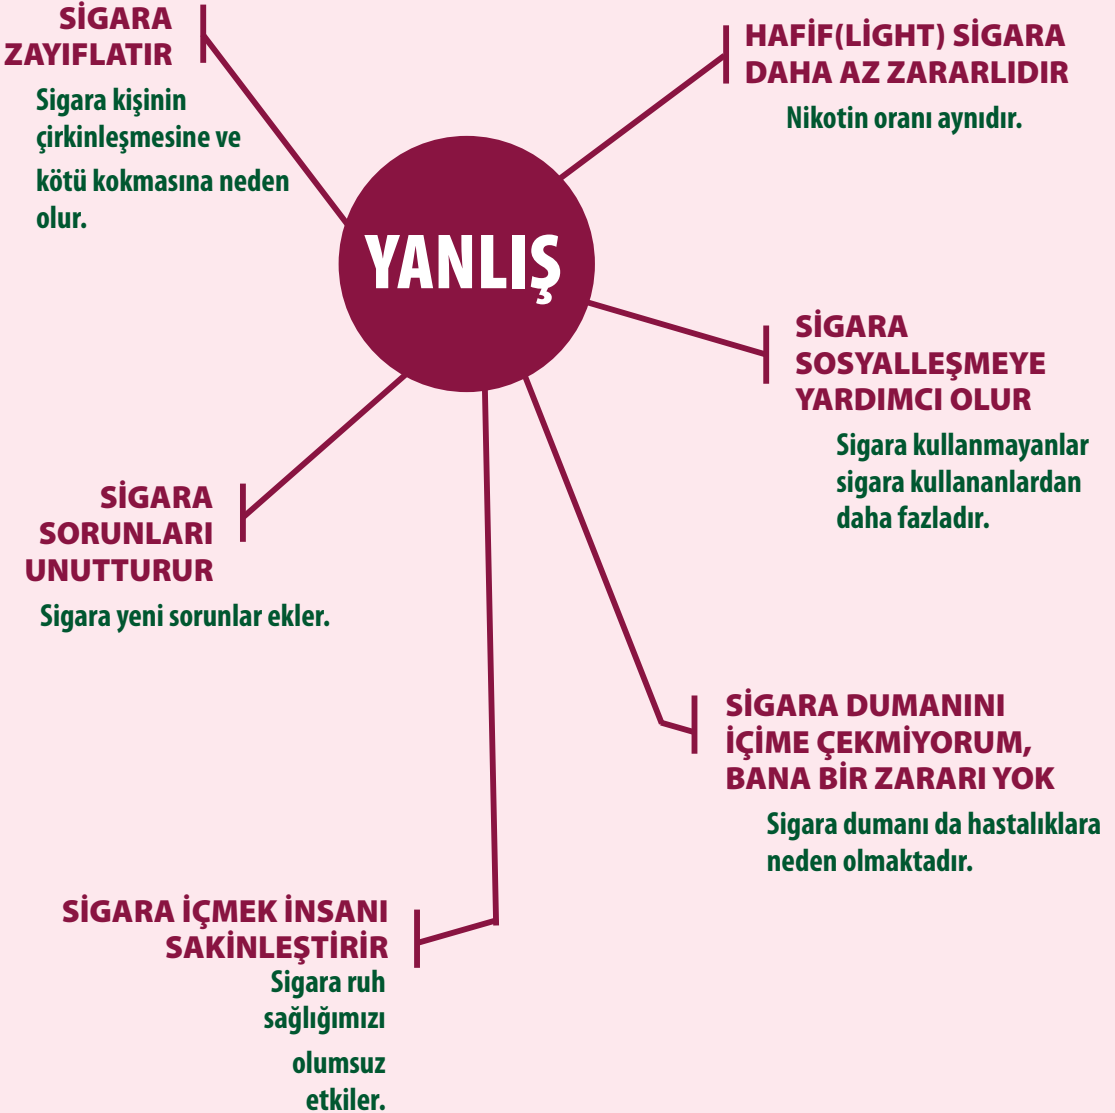 SİGARA
ZAYIFLATIR
Sigara kişinin
çirkinleşmesine ve
kötü kokmasına neden
olur.
HAFİF(LİGHT) SİGARA
DAHA AZ ZARARLIDIR
Nikotin oranı aynıdır.
YANLIŞ
SİGARA
SOSYALLEŞMEYE
YARDIMCI OLUR
Sigara kullanmayanlar
sigara kullananlardan
daha fazladır.
SİGARA
SORUNLARI
UNUTTURUR
Sigara yeni sorunlar ekler.
SİGARA DUMANINI
İÇİME ÇEKMİYORUM,
BANA BİR ZARARI YOK
Sigara dumanı da hastalıklara
neden olmaktadır.
SİGARA İÇMEK İNSANI
SAKİNLEŞTİRİR
Sigara ruh
sağlığımızı
olumsuz
etkiler.